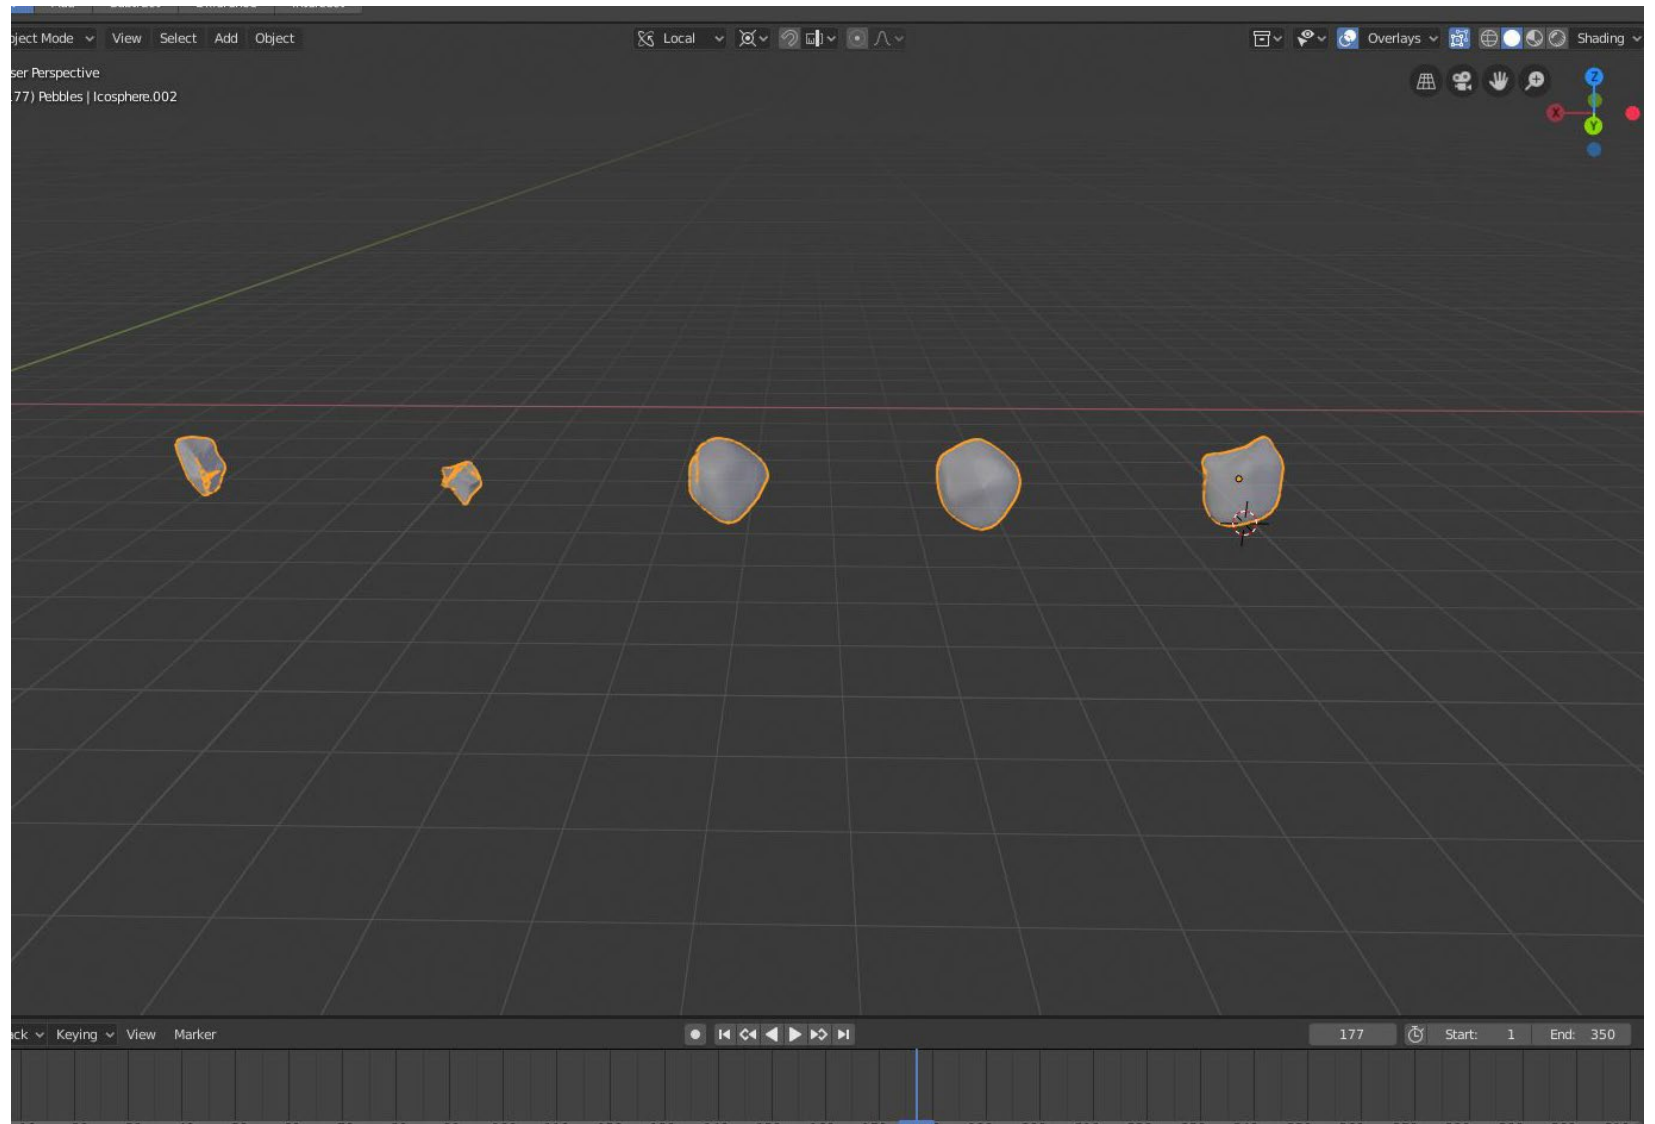 ject Mode View Select Add Object Local Overlays Shading
ser Perspective
77) Pebbles | Icosphere.002
Z
X
Y
ck Keying View Marker 177 Start: 1 End: 350